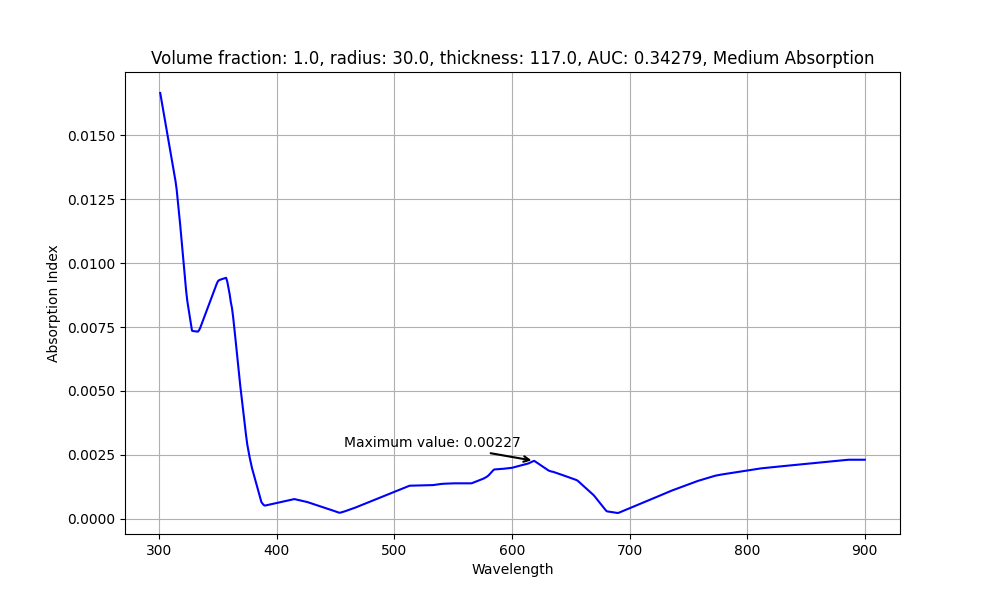 Volume fraction: 1.0, radius: 30.0, thickness: 117.0, AUC: 0.34279, Medium Absorption
0.0150
0.0125
0.0100
0.0075
0.0050
0.0025
0.0000
Absorption Index
Maximum value: 0.00227
300 400 500 600 700 800 900
Wavelength